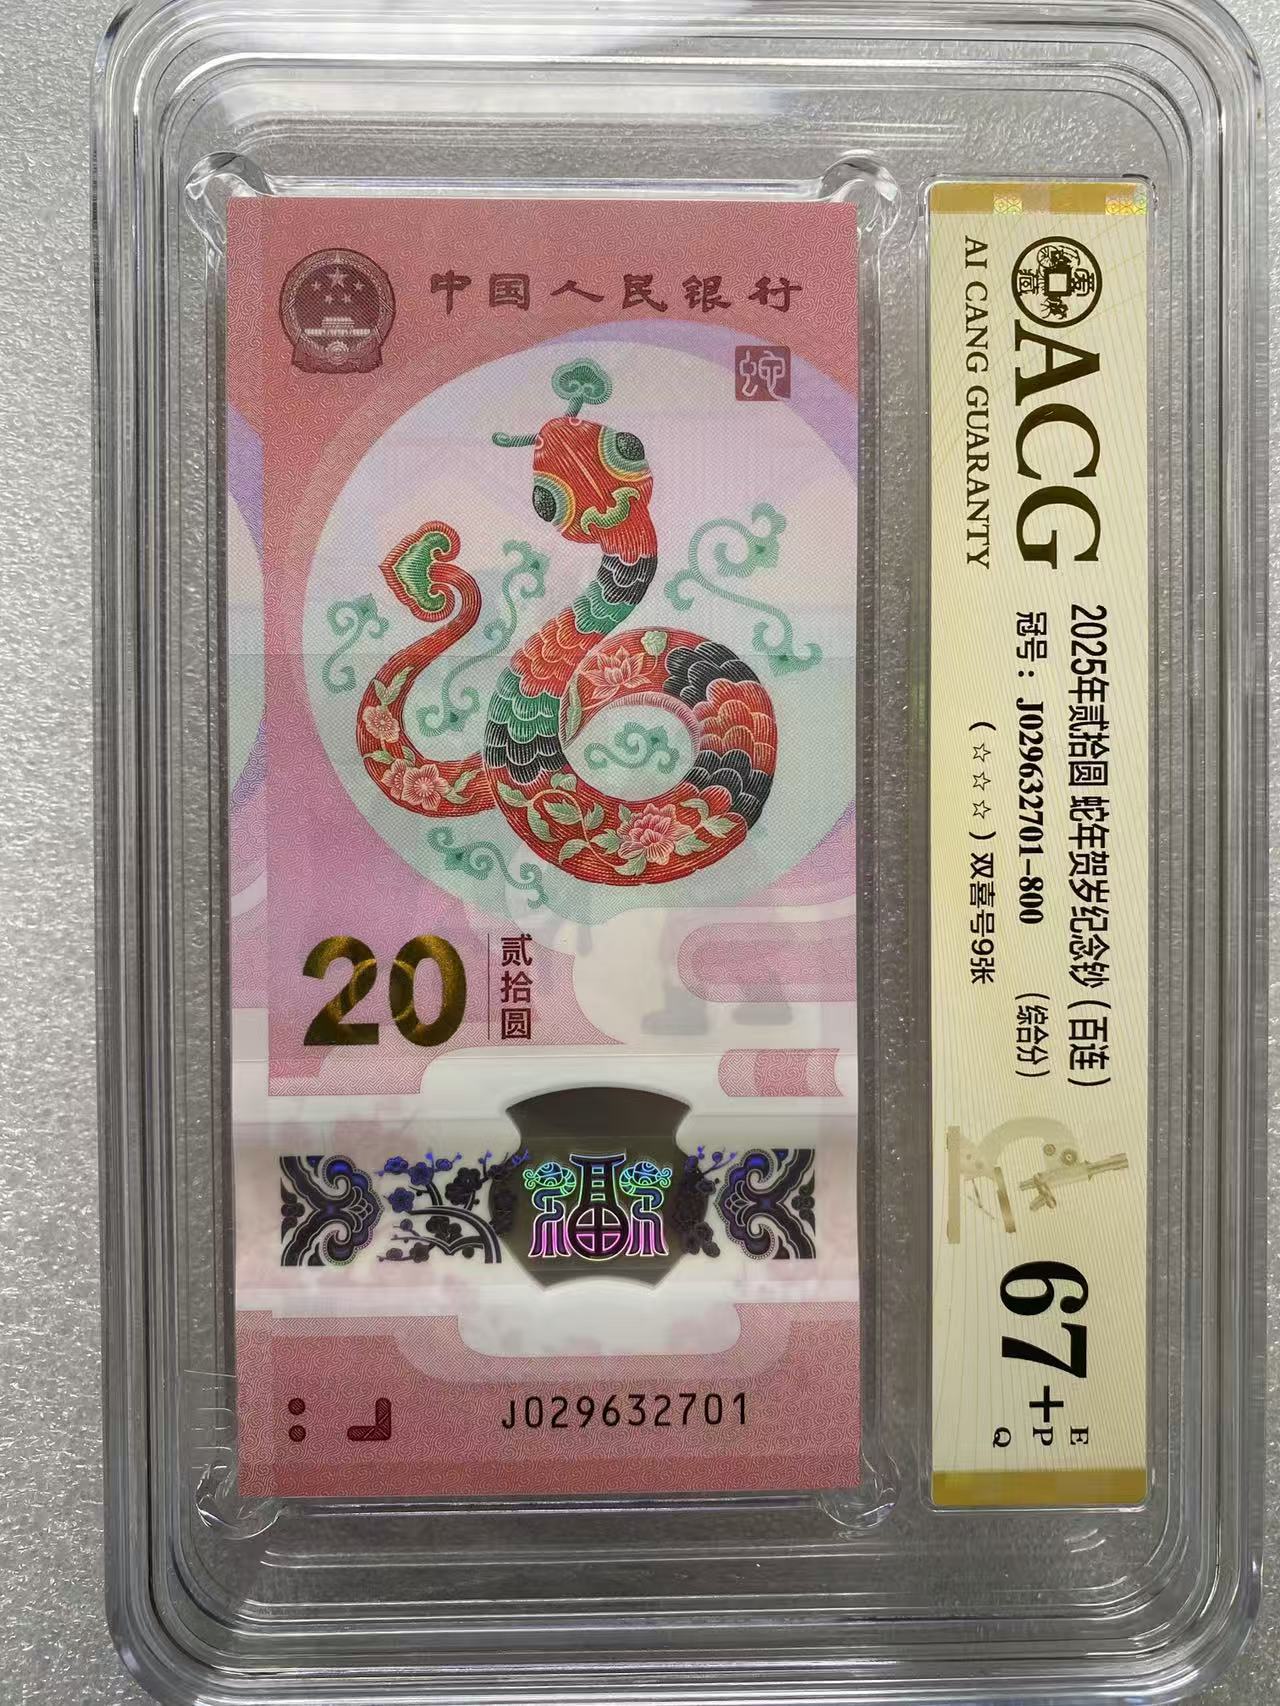 中国人民银行
蛇
20
贰拾圆
J029632701
爱藏
ACG
AI CANG GUARANTY
2025年贰拾圆 蛇年贺岁纪念钞（百连）
冠号：J029632701-800 （综合分）
（☆☆☆）双喜号9张
67+
E
P
Q